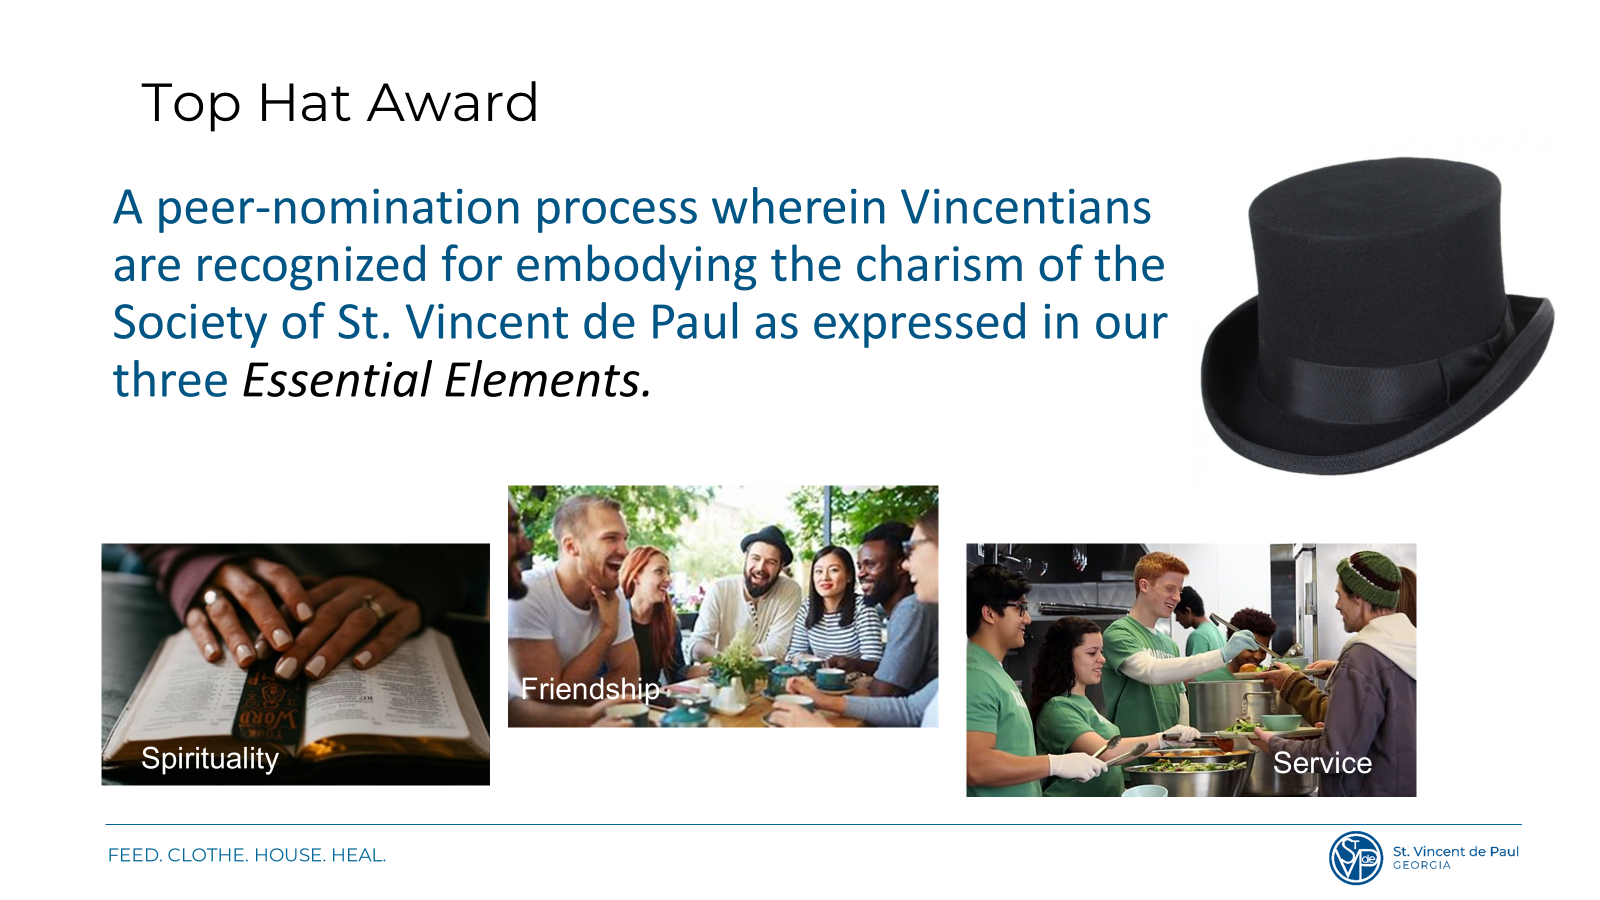 Top Hat Award
A peer-nomination process wherein Vincentians
are recognized for embodying the charism of the
Society of St. Vincent de Paul as expressed in our
three Essential Elements.
Spirituality
Friendship
Service
FEED. CLOTHE. HOUSE. HEAL.
St. Vincent de Paul
GEORGIA